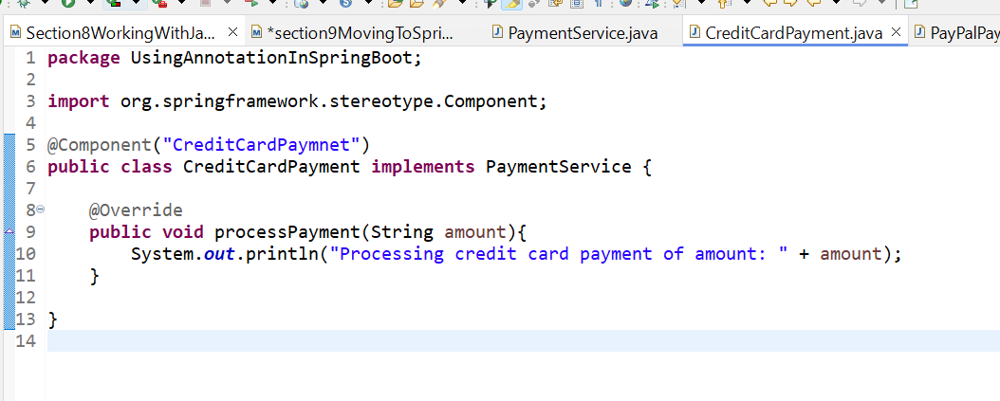 Section8WorkingWithJa... *section9MovingToSpri... PaymentService.java CreditCardPayment.java PayPalPay
1 package UsingAnnotationInSpringBoot;
2
3 import org.springframework.stereotype.Component;
4
5 @Component("CreditCardPaymnet")
6 public class CreditCardPayment implements PaymentService {
7
8 @Override
9 public void processPayment(String amount){
10 System.out.println("Processing credit card payment of amount: " + amount);
11 }
12
13 }
14